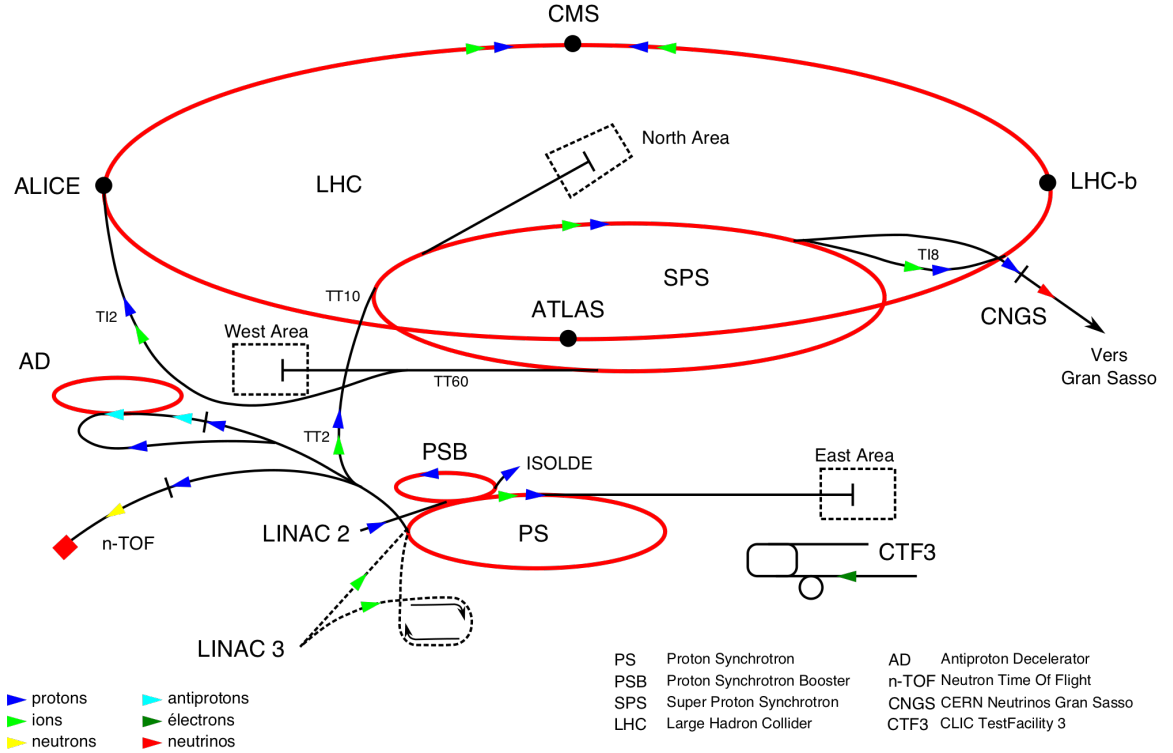 CMS
North Area
ALICE
LHC
LHC-b
TI8
SPS
TT10
ATLAS
CNGS
TI2
West Area
Vers
Gran Sasso
AD
TT60
TT2
PSB
ISOLDE
East Area
LINAC 2
PS
n-TOF
CTF3
LINAC 3
PS Proton Synchrotron
PSB Proton Synchrotron Booster
SPS Super Proton Synchrotron
LHC Large Hadron Collider
AD Antiproton Decelerator
n-TOF Neutron Time Of Flight
CNGS CERN Neutrinos Gran Sasso
CTF3 CLIC TestFacility 3
protons
ions
neutrons
antiprotons
électrons
neutrinos